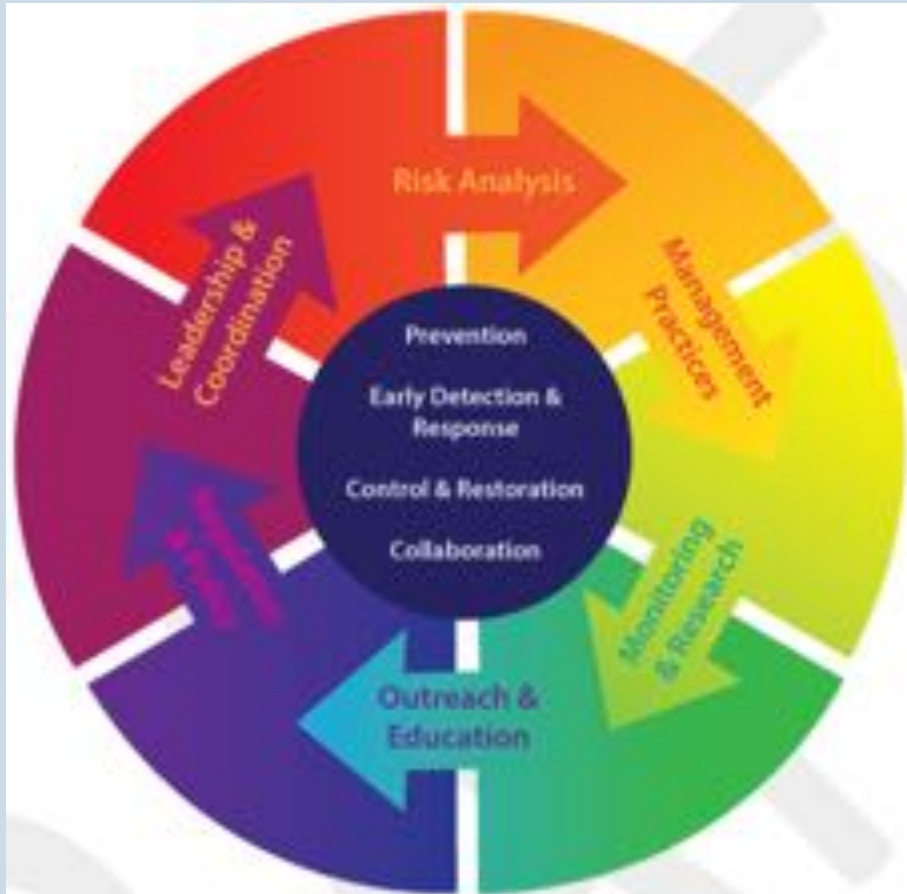 Risk Analysis
Management
Practices
Monitoring
& Research
Outreach &
Education
Leadership &
Coordination
Prevention
Early Detection &
Response
Control & Restoration
Collaboration